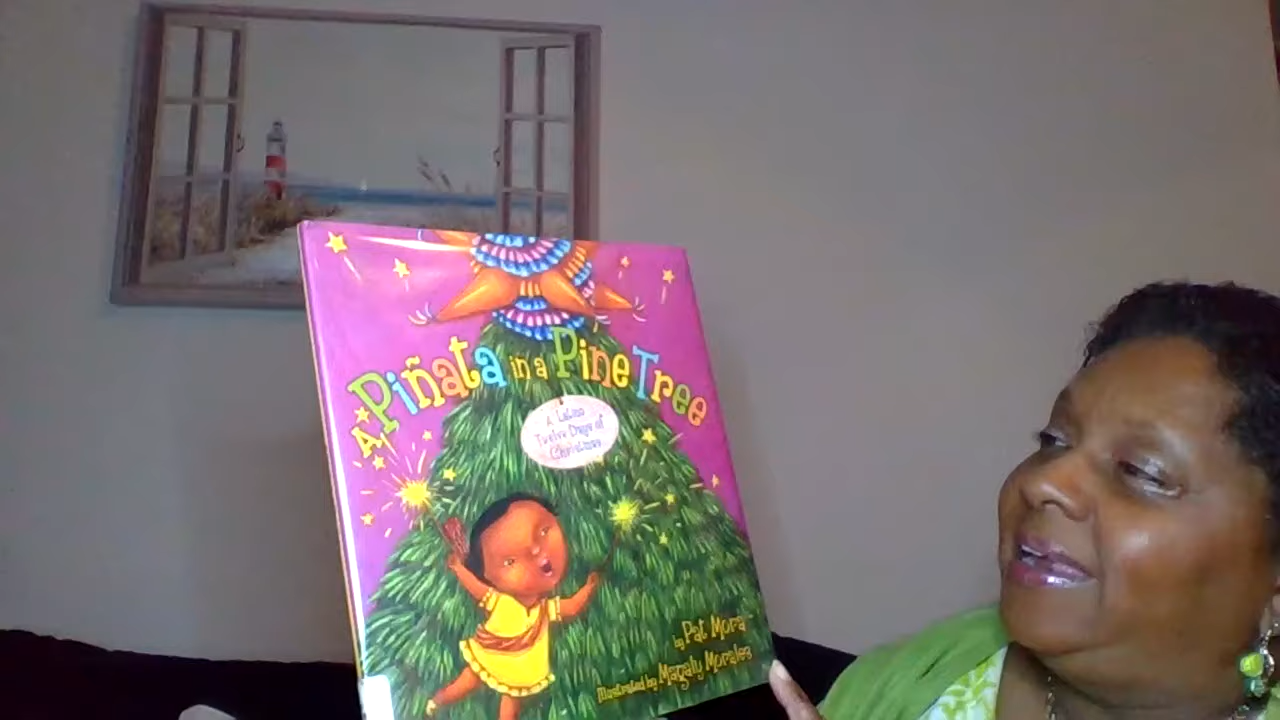 A Piñata in a Pine Tree
A Latino
Twelve Days of
Christmas
by Pat Mora
illustrated by Magaly Morales